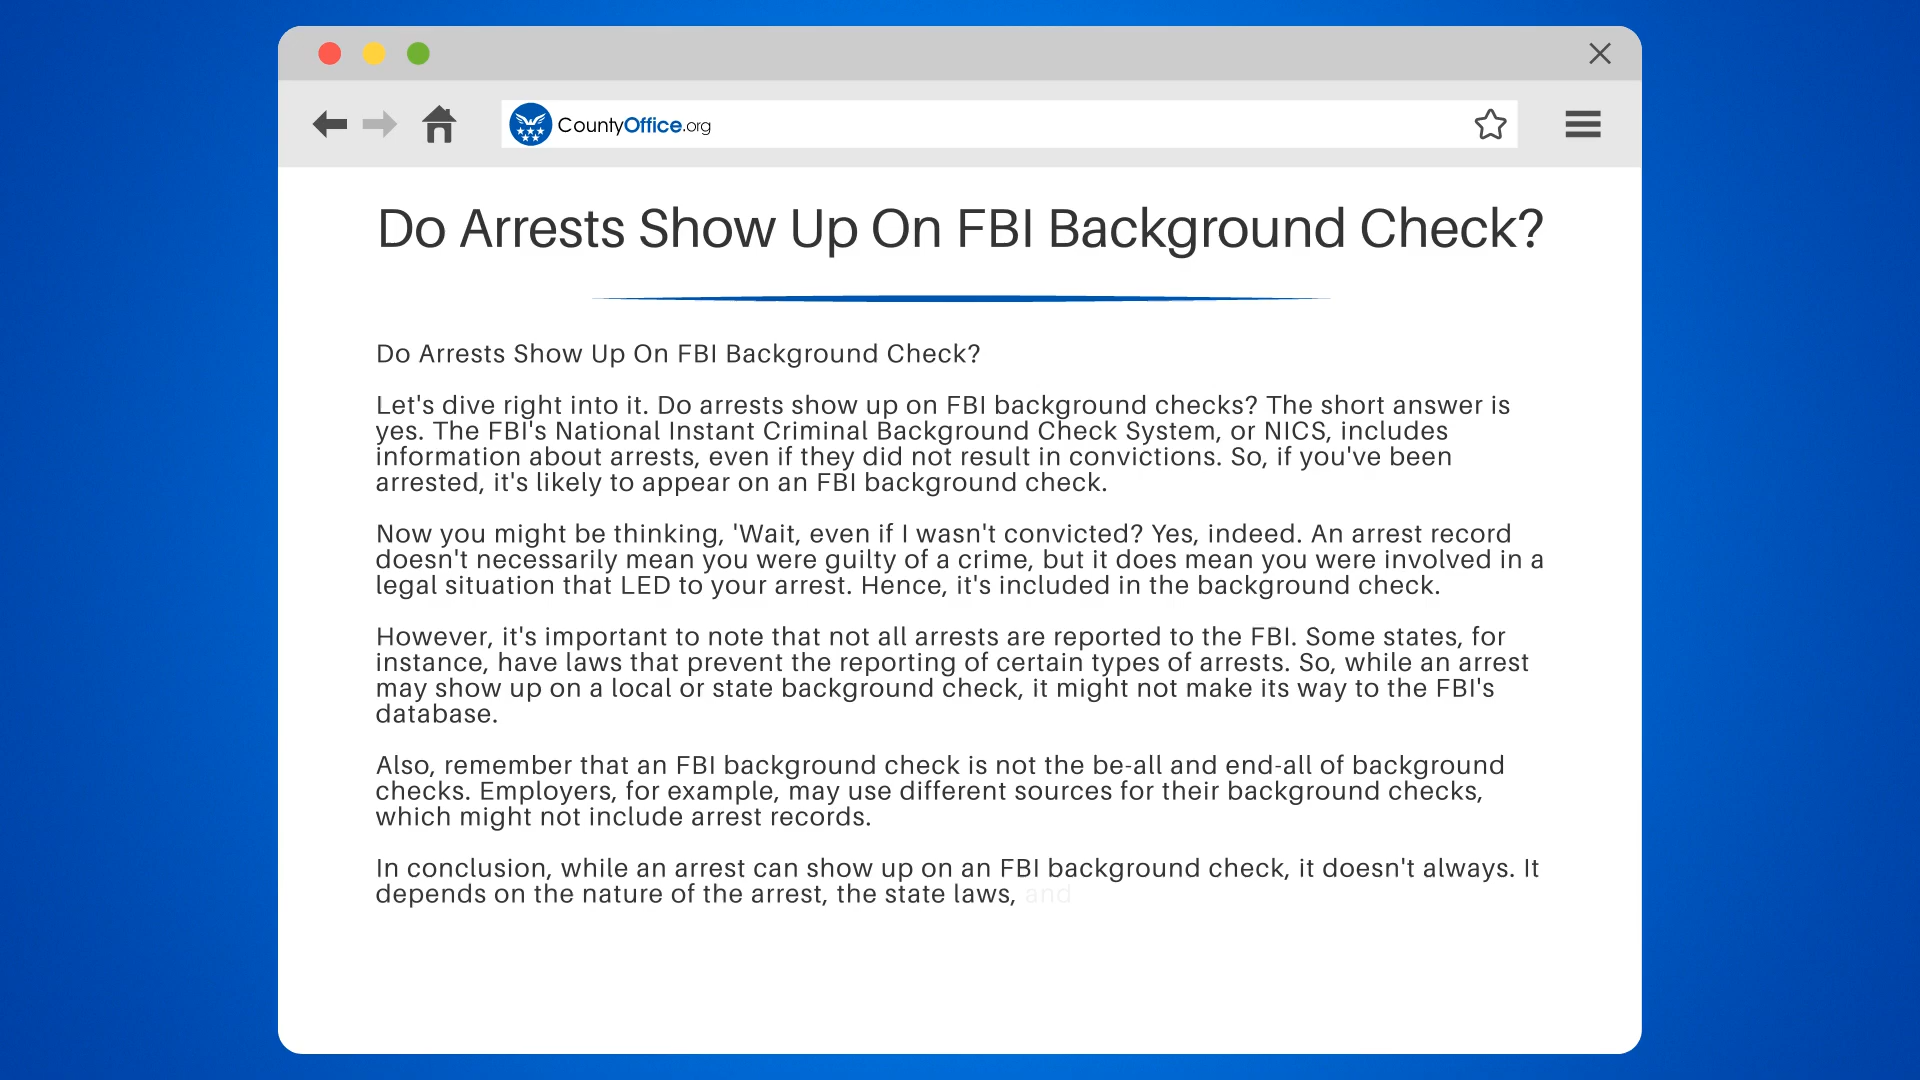 CountyOffice.org
Do Arrests Show Up On FBI Background Check?
Do Arrests Show Up On FBI Background Check?
Let's dive right into it. Do arrests show up on FBI background checks? The short answer is
yes. The FBI's National Instant Criminal Background Check System, or NICS, includes
information about arrests, even if they did not result in convictions. So, if you've been
arrested, it's likely to appear on an FBI background check.
Now you might be thinking, 'Wait, even if I wasn't convicted? Yes, indeed. An arrest record
doesn't necessarily mean you were guilty of a crime, but it does mean you were involved in a
legal situation that LED to your arrest. Hence, it's included in the background check.
However, it's important to note that not all arrests are reported to the FBI. Some states, for
instance, have laws that prevent the reporting of certain types of arrests. So, while an arrest
may show up on a local or state background check, it might not make its way to the FBI's
database.
Also, remember that an FBI background check is not the be-all and end-all of background
checks. Employers, for example, may use different sources for their background checks,
which might not include arrest records.
In conclusion, while an arrest can show up on an FBI background check, it doesn't always. It
depends on the nature of the arrest, the state laws, and